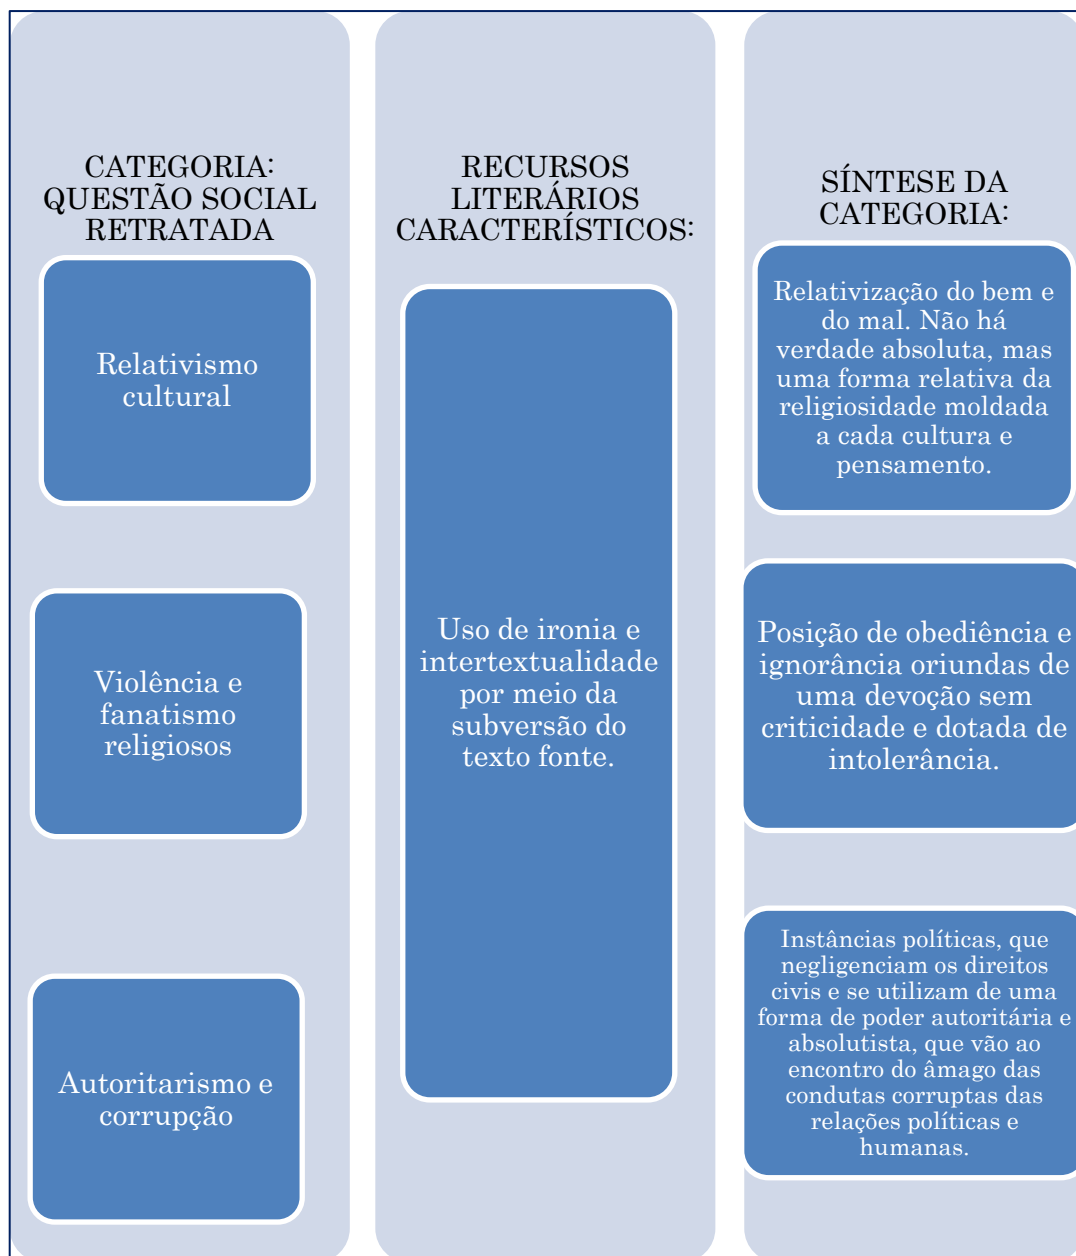 CATEGORIA:
QUESTÃO SOCIAL
RETRATADA
Relativismo
cultural
Violência e
fanatismo
religiosos
Autoritarismo e
corrupção
RECURSOS
LITERÁRIOS
CARACTERÍSTICOS:
Uso de ironia e
intertextualidade
por meio da
subversão do
texto fonte.
SÍNTESE DA
CATEGORIA:
Relativização do bem e
do mal. Não há
verdade absoluta, mas
uma forma relativa da
religiosidade moldada
a cada cultura e
pensamento.
Posição de obediência e
ignorância oriundas de
uma devoção sem
criticidade e dotada de
intolerância.
Instâncias políticas, que
negligenciam os direitos
civis e se utilizam de uma
forma de poder autoritária e
absolutista, que vão ao
encontro do âmago das
condutas corruptas das
relações políticas e
humanas.